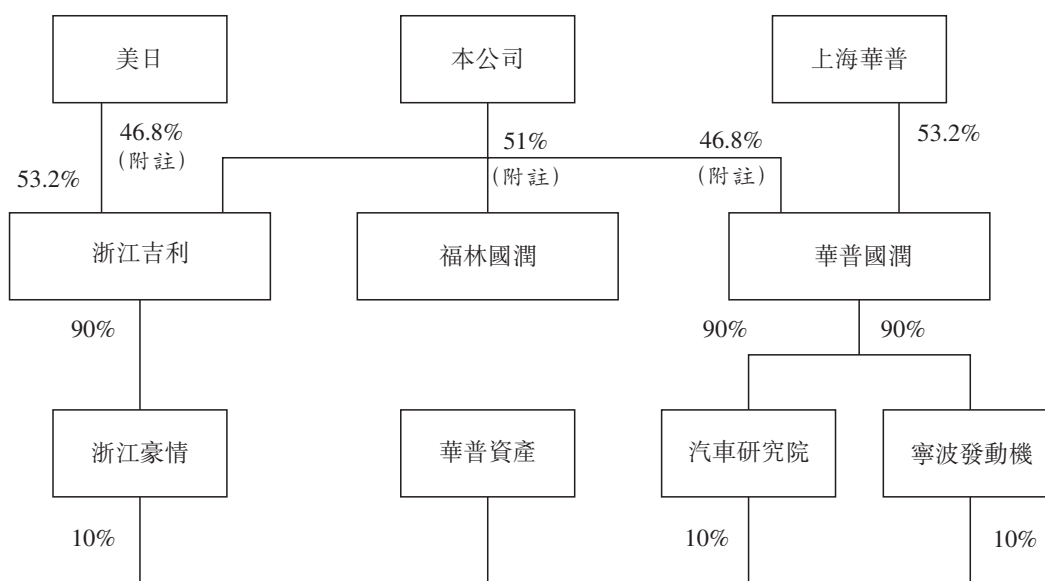 美日
本公司
上海華普
46.8%
(附註)
51%
(附註)
46.8%
(附註)
53.2%
53.2%
浙江吉利
福林國潤
華普國潤
90%
90%
90%
浙江豪情
華普資產
汽車研究院
寧波發動機
10%
10%
10%